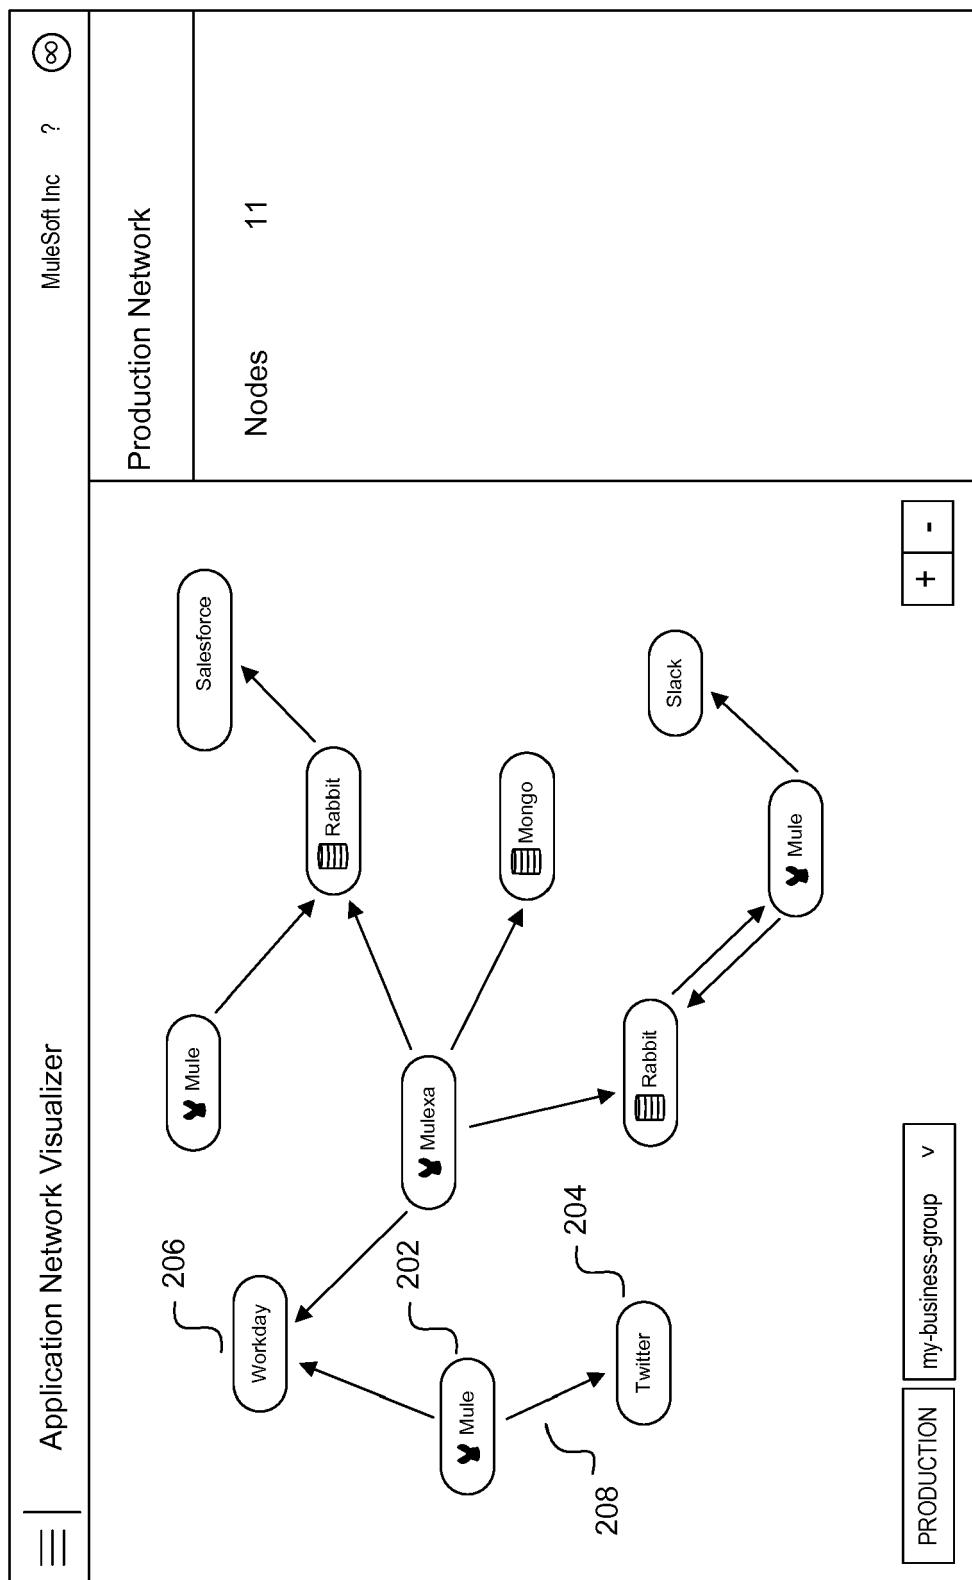 Application Network Visualizer
MuleSoft Inc ?
Production Network
Nodes 11
206
Workday
Mule
Salesforce
Rabbit
202
Mule
Mulexa
Mongo
208
204
Twitter
Rabbit
Slack
Mule
PRODUCTION
my-business-group v
+ -